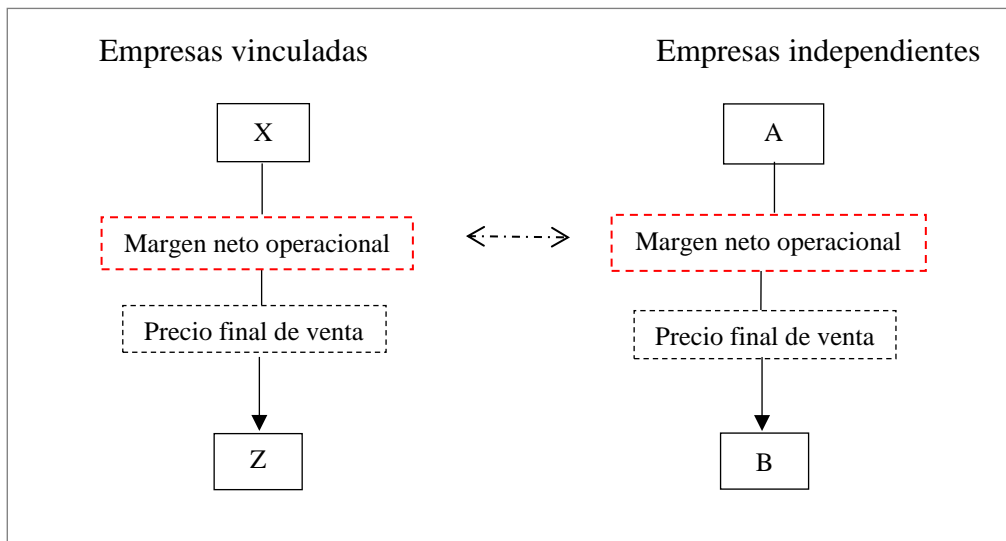 Empresas vinculadas
Empresas independientes
X
A
Margen neto operacional
Margen neto operacional
Precio final de venta
Precio final de venta
Z
B